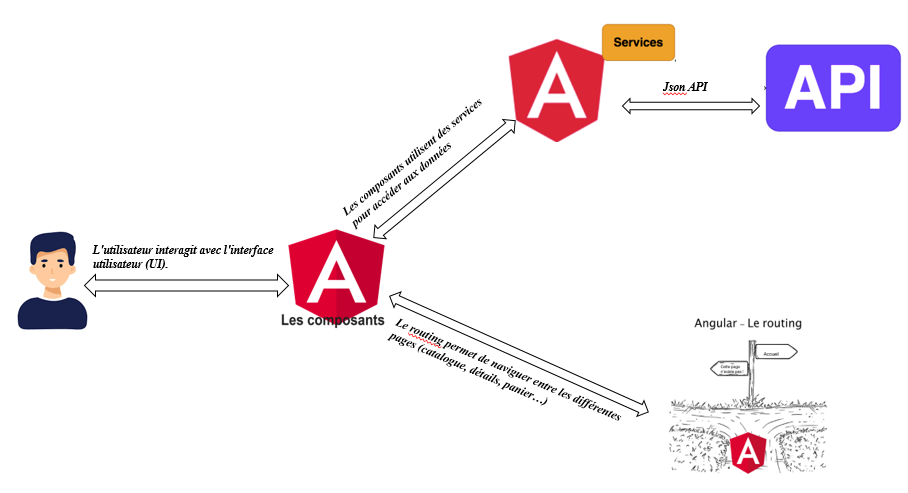 Services
API
Json API
Les composants utilisent des services
pour accéder aux données
L'utilisateur interagit avec l'interface
utilisateur (UI).
A
A
Les composants
Le routing permet de naviguer entre les différentes
pages (catalogue, détails, panier…)
Angular – Le routing
Accueil
Cette page
n'existe pas !
A